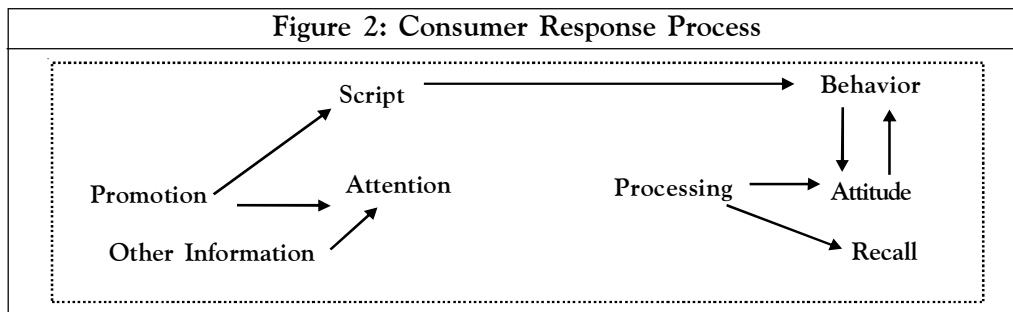 Figure 2: Consumer Response Process
Script
Behavior
Promotion
Attention
Processing
Attitude
Other Information
Recall